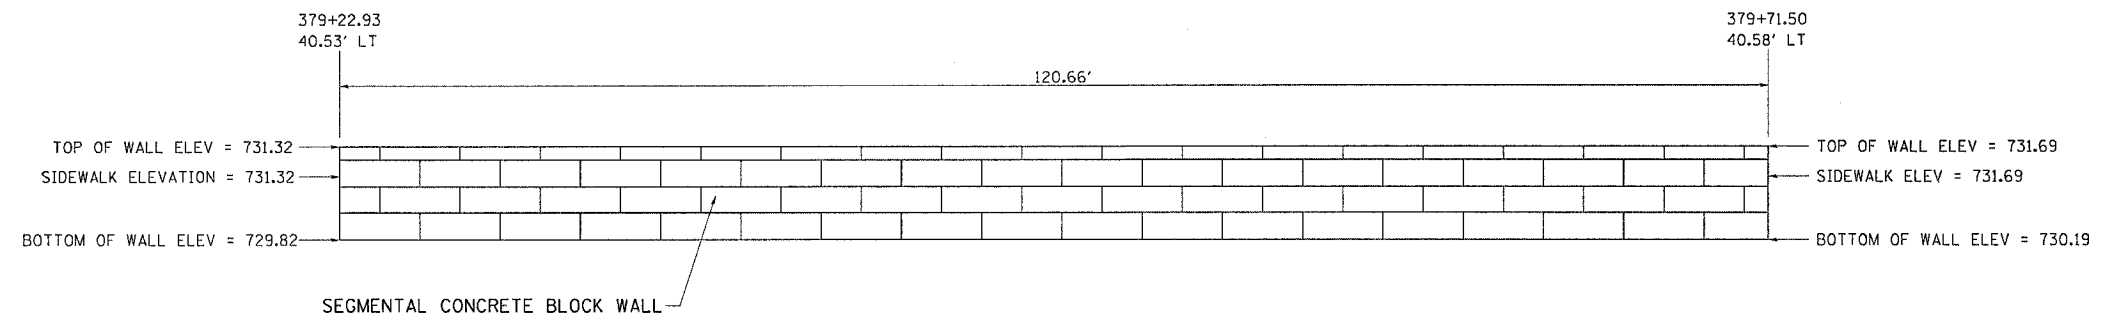 379+22.93
40.53' LT
379+71.50
40.58' LT
120.66'
TOP OF WALL ELEV = 731.32
TOP OF WALL ELEV = 731.69
SIDEWALK ELEVATION = 731.32
SIDEWALK ELEV = 731.69
BOTTOM OF WALL ELEV = 729.82
BOTTOM OF WALL ELEV = 730.19
SEGMENTAL CONCRETE BLOCK WALL